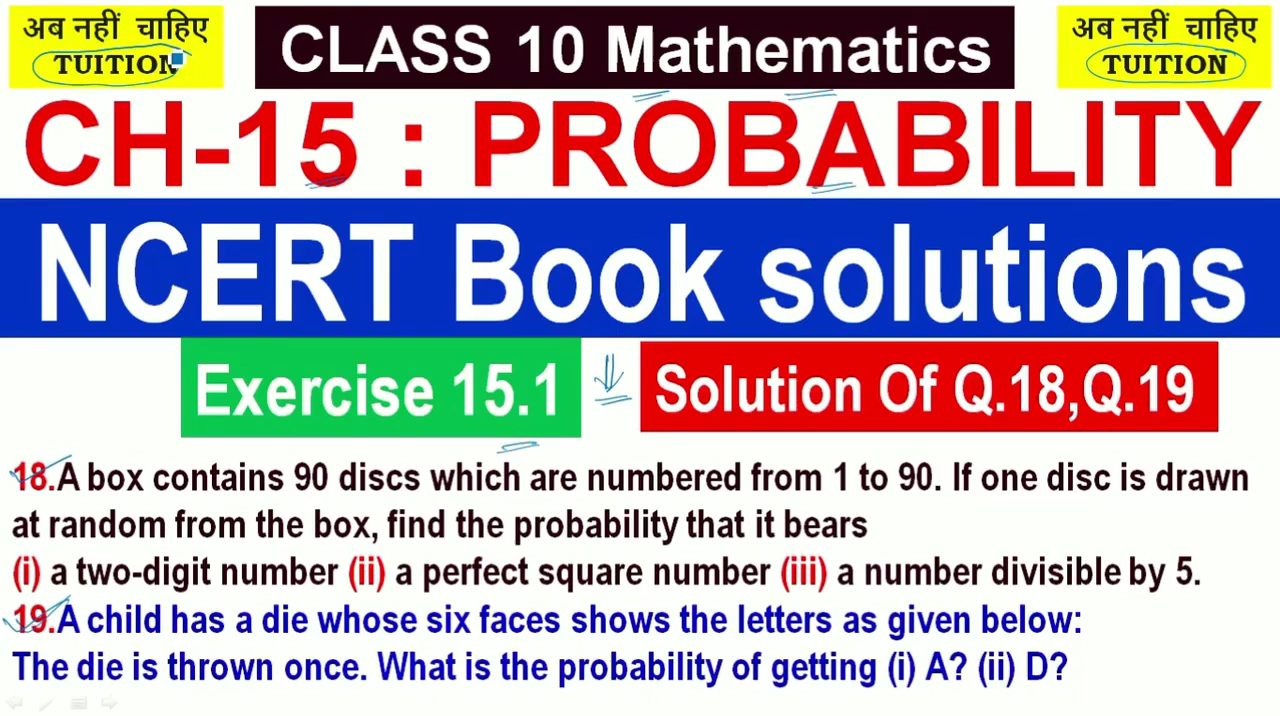 अब नहीं चाहिए
TUITION
CLASS 10 Mathematics
अब नहीं चाहिए
TUITION
CH-15 : PROBABILITY
NCERT Book solutions
Exercise 15.1
Solution Of Q.18,Q.19
18.A box contains 90 discs which are numbered from 1 to 90. If one disc is drawn
at random from the box, find the probability that it bears
(i) a two-digit number (ii) a perfect square number (iii) a number divisible by 5.
19.A child has a die whose six faces shows the letters as given below:
The die is thrown once. What is the probability of getting (i) A? (ii) D?